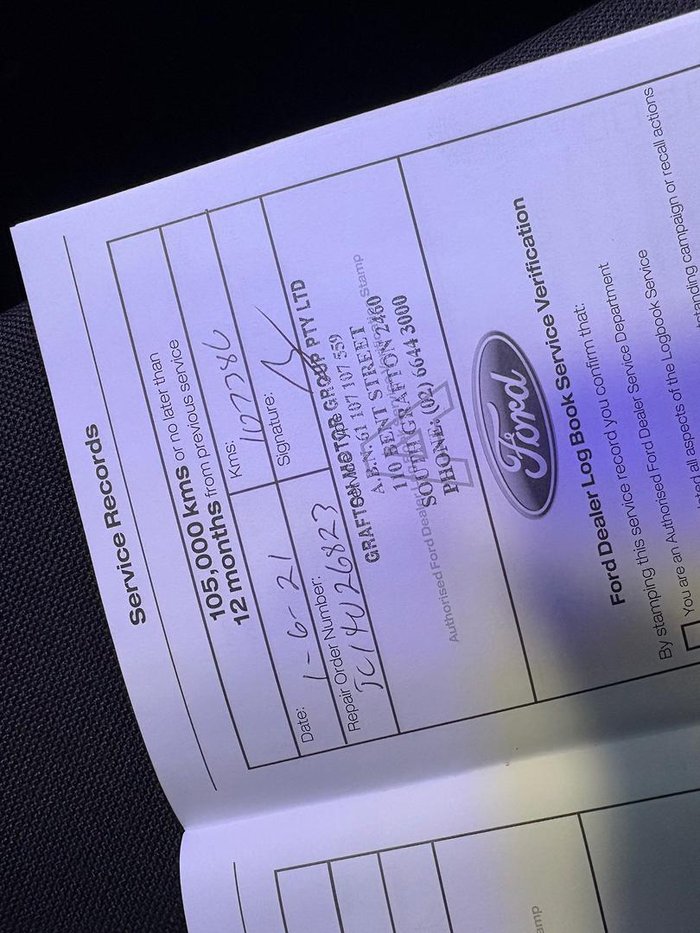 Service Records
105,000 kms or no later than
12 months from previous service
Date: 1-6-21
Kms: 107386
Repair Order Number:
JC14026823
Signature:
GRAFTON MOTOR GROUP PTY LTD
A.B.N. 61 107 107 559
110 BENT STREET
SOUTH GRAFTON 2460
PHONE: (02) 6644 3000
Authorised Ford Dealer Stamp
Ford
Ford Dealer Log Book Service Verification
By stamping this service record you confirm that:
You are an Authorised Ford Dealer Service Department
ed all aspects of the Logbook Service
standing campaign or recall actions
amp